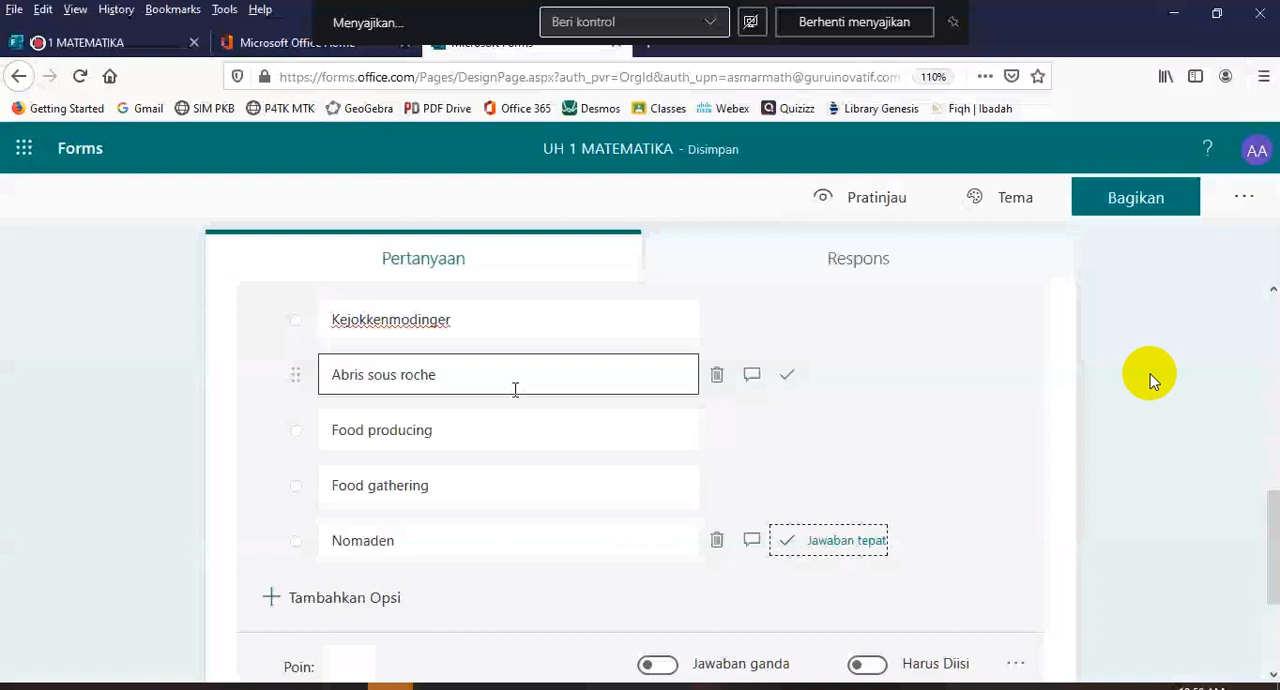 File Edit View History Bookmarks Tools Help
Menyajikan... Beri kontrol Berhenti menyajikan
1 MATEMATIKA Microsoft Office Home Microsoft Forms
https://forms.office.com/Pages/DesignPage.aspx?auth_pvr=OrgId&auth_upn=asmarmath@guruinovatif.com 110%
Getting Started Gmail SIM PKB P4TK MTK GeoGebra PDF Drive Office 365 Desmos Classes Webex Quizizz Library Genesis Fiqh | Ibadah
Forms UH 1 MATEMATIKA - Disimpan ? AA
Pratinjau Tema Bagikan
Pertanyaan Respons
Kejokkenmodinger
Abris sous roche
Food producing
Food gathering
Nomaden Jawaban tepat
Tambahkan Opsi
Poin: Jawaban ganda Harus Diisi